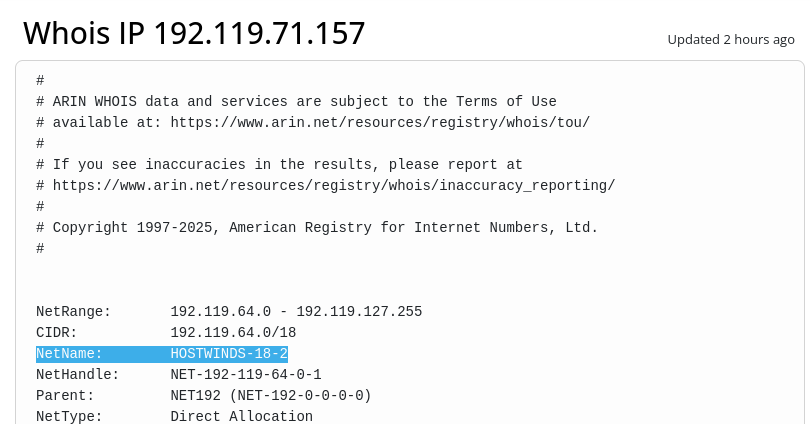 Whois IP 192.119.71.157
Updated 2 hours ago
#
# ARIN WHOIS data and services are subject to the Terms of Use
# available at: https://www.arin.net/resources/registry/whois/tou/
#
# If you see inaccuracies in the results, please report at
# https://www.arin.net/resources/registry/whois/inaccuracy_reporting/
#
# Copyright 1997-2025, American Registry for Internet Numbers, Ltd.
#
NetRange:       192.119.64.0 - 192.119.127.255
CIDR:           192.119.64.0/18
NetName:        HOSTWINDS-18-2
NetHandle:      NET-192-119-64-0-1
Parent:         NET192 (NET-192-0-0-0-0)
NetType:        Direct Allocation